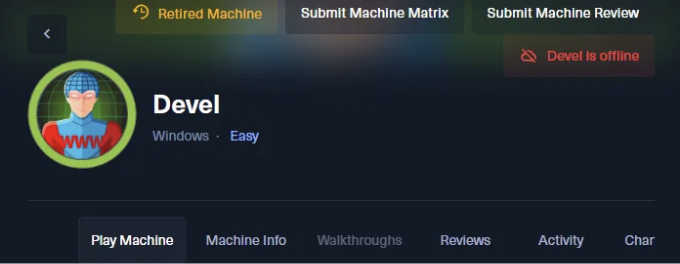 Retired Machine Submit Machine Matrix Submit Machine Review
Devel is offline
Devel
Windows · Easy
WWW
Play Machine Machine Info Walkthroughs Reviews Activity Char